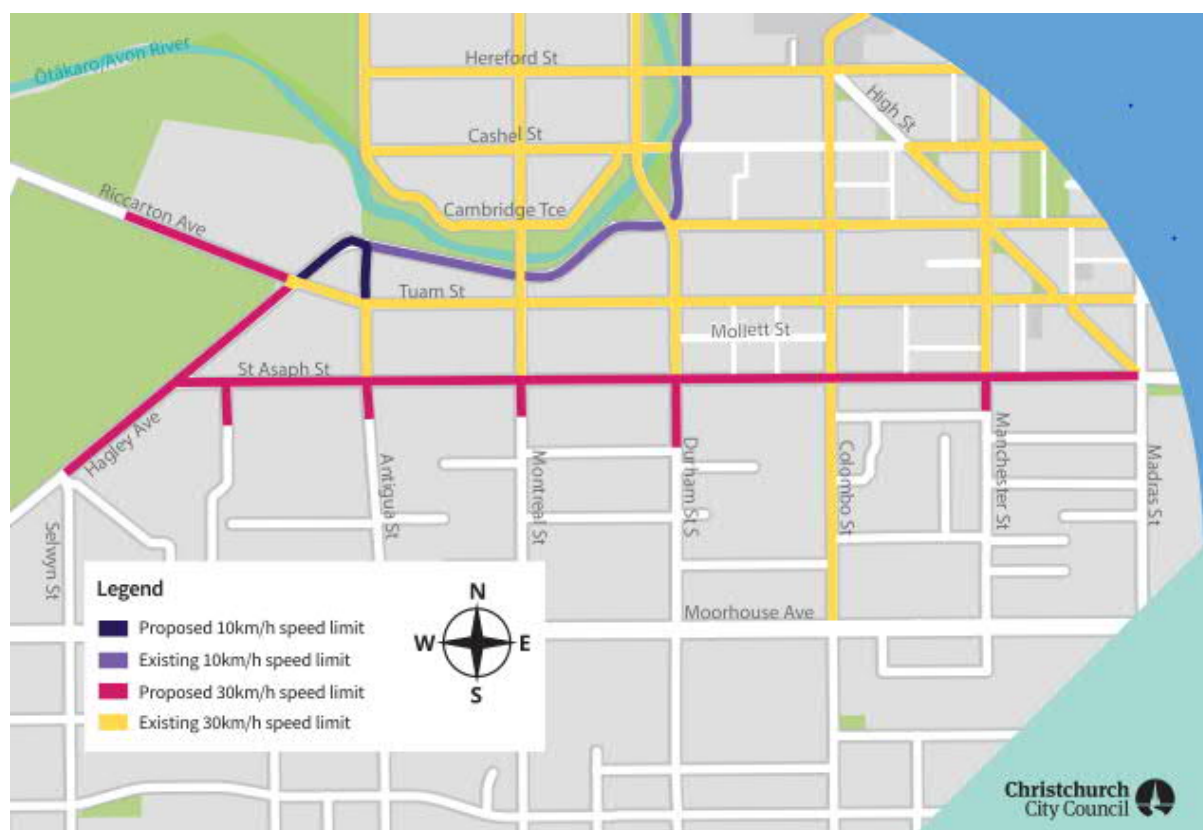 Ōtākaro/Avon River
Hereford St
High St
Cashel St
Riccarton Ave
Cambridge Tce
Tuam St
Mollett St
St Asaph St
Hagley Ave
Selwyn St
Antigua St
Montreal St
Durham St S
Colombo St
Manchester St
Madras St
Moorhouse Ave
Legend
Proposed 10km/h speed limit
Existing 10km/h speed limit
Proposed 30km/h speed limit
Existing 30km/h speed limit
N
W
E
S
Christchurch
City Council